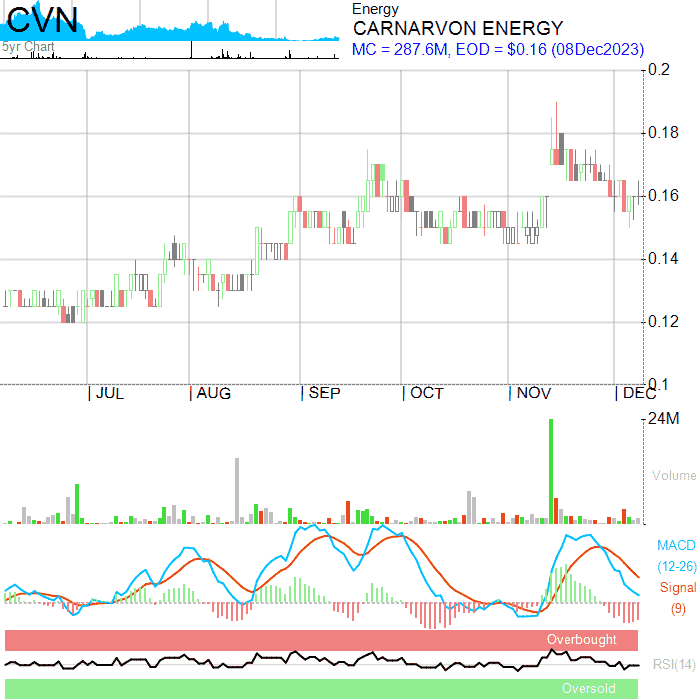 CVN
5yr Chart
Energy
CARNARVON ENERGY
MC = 287.6M, EOD = $0.16 (08Dec2023)
0.2
0.18
0.16
0.14
0.12
0.1
JUL AUG SEP OCT NOV DEC
24M
Volume
MACD
(12-26)
Signal
(9)
Overbought
RSI(14)
Oversold